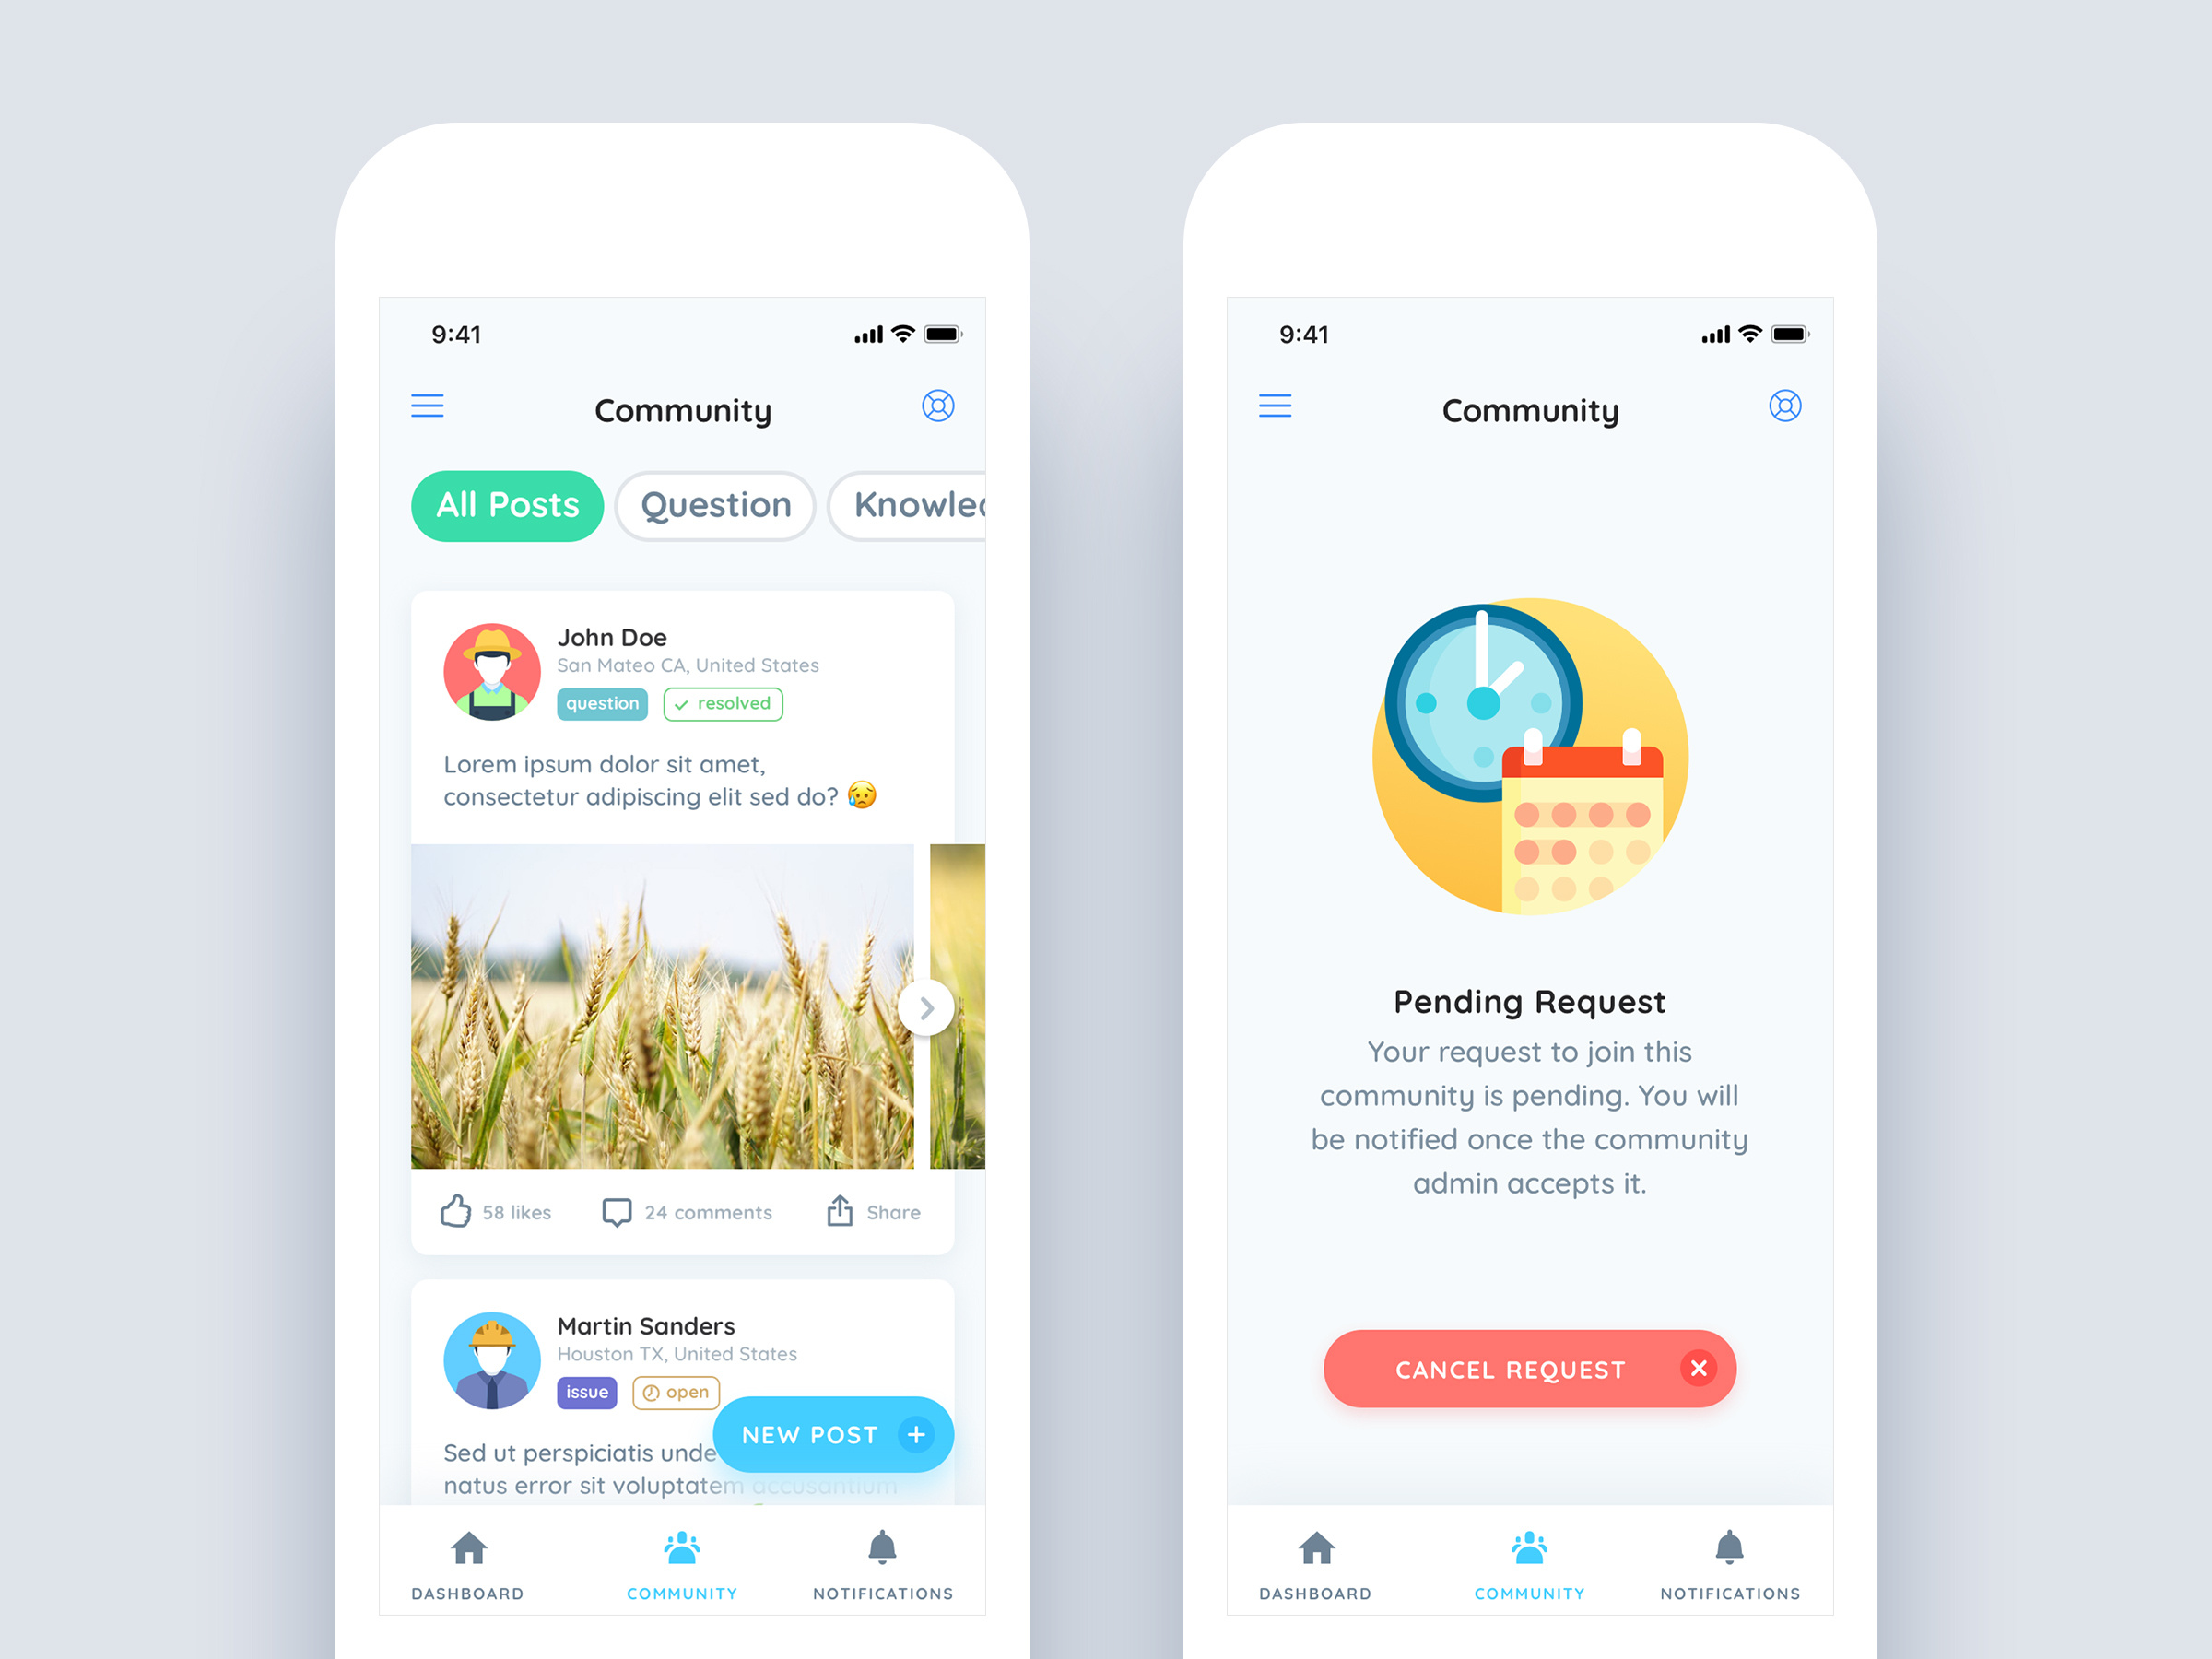 9:41
Community
All Posts
Question
John Doe
San Mateo CA, United States
question
resolved
Lorem ipsum dolor sit amet,
consectetur adipiscing elit sed do? 😥
58 likes
24 comments
Share
Martin Sanders
Houston TX, United States
issue
open
NEW POST
Sed ut perspiciatis unde
natus error sit voluptatem accusantium
DASHBOARD
COMMUNITY
NOTIFICATIONS
9:41
Community
Pending Request
Your request to join this
community is pending. You will
be notified once the community
admin accepts it.
CANCEL REQUEST
DASHBOARD
COMMUNITY
NOTIFICATIONS